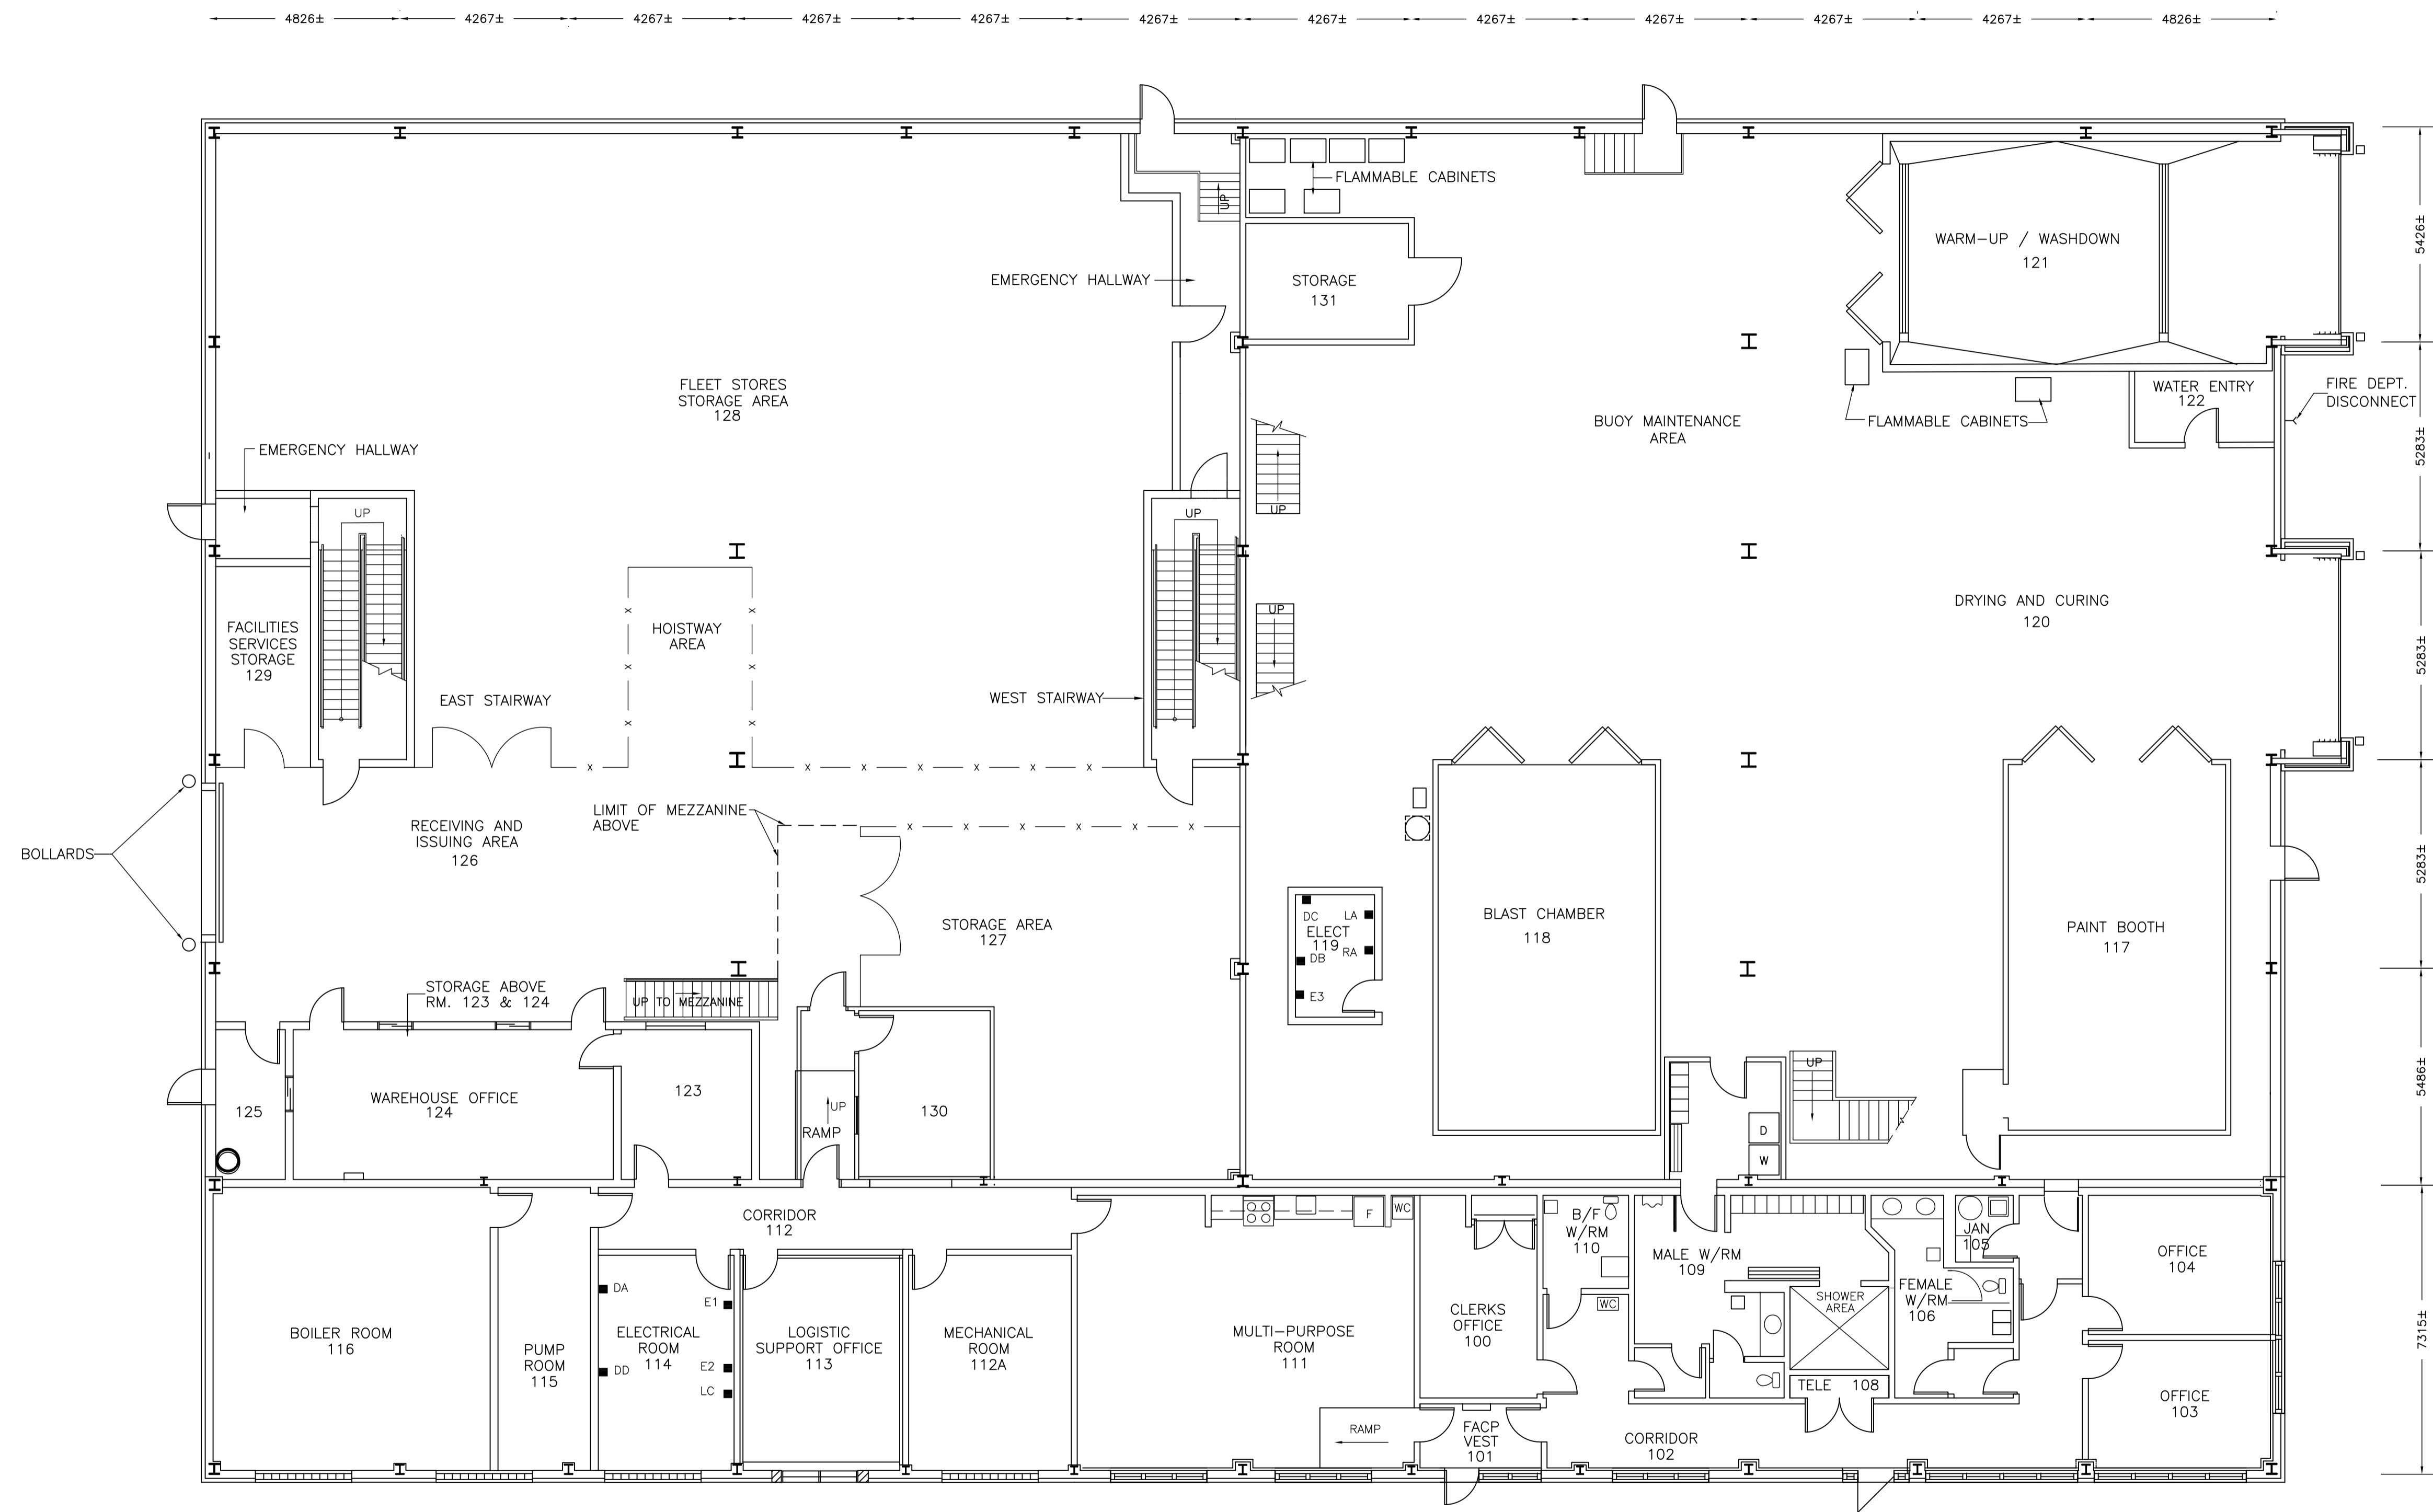 4826±
4267±
4267±
4267±
4267±
4267±
4267±
4267±
4267±
4267±
4267±
4826±
FLAMMABLE CABINETS
UP
EMERGENCY HALLWAY
STORAGE
131
WARM-UP / WASHDOWN
121
5426±
FLEET STORES
STORAGE AREA
128
WATER ENTRY
122
FIRE DEPT.
DISCONNECT
FLAMMABLE CABINETS
BUOY MAINTENANCE
AREA
5283±
EMERGENCY HALLWAY
UP
UP
UP
FACILITIES
SERVICES
STORAGE
129
HOISTWAY
AREA
UP
DRYING AND CURING
120
5283±
EAST STAIRWAY
WEST STAIRWAY
x
x
x
x
x
x
x
x
x
x
x
x
x
LIMIT OF MEZZANINE
ABOVE
x
x
x
x
x
x
RECEIVING AND
ISSUING AREA
126
BOLLARDS
5283±
STORAGE AREA
127
DC
LA
ELECT
119
DB
RA
E3
BLAST CHAMBER
118
PAINT BOOTH
117
STORAGE ABOVE
RM. 123 & 124
UP TO MEZZANINE
125
WAREHOUSE OFFICE
124
123
UP
RAMP
130
UP
D
W
5486±
CORRIDOR
112
F
WC
B/F
W/RM
110
MALE W/RM
109
JAN
105
OFFICE
104
BOILER ROOM
116
PUMP
ROOM
115
DA
E1
ELECTRICAL
ROOM
114
DD
E2
LC
LOGISTIC
SUPPORT OFFICE
113
MECHANICAL
ROOM
112A
MULTI-PURPOSE
ROOM
111
CLERKS
OFFICE
100
WC
SHOWER
AREA
FEMALE
W/RM
106
7315±
TELE 108
OFFICE
103
RAMP
FACP
VEST
101
CORRIDOR
102